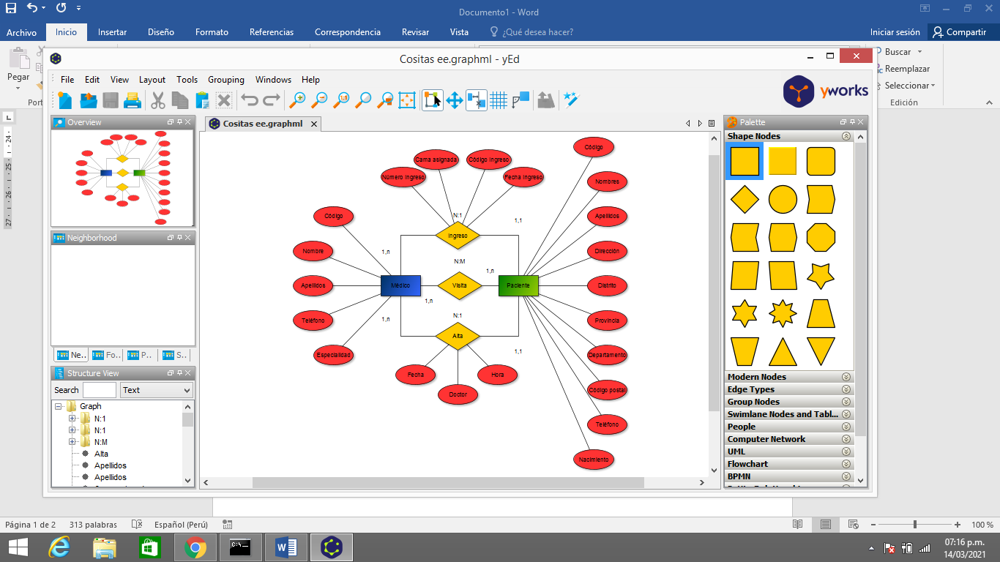 Documento1 - Word
Archivo Inicio Insertar Diseño Formato Referencias Correspondencia Revisar Vista ¿Qué desea hacer? Iniciar sesión Compartir
Pegar
Buscar
Reemplazar
Seleccionar
Edición
Cositas ee.graphml - yEd
File Edit View Layout Tools Grouping Windows Help
yworks
Overview
Neighborhood
Ne.. Fo.. P.. S..
Structure View
Search Text
Graph
N:1
N:1
N:M
Alta
Apellidos
Apellidos
Cositas ee.graphml
Código
Cama asignada Código Ingreso
Número Ingreso Fecha Ingreso
Nombres
Código
N:1
1,1
Apellidos
Ingreso
Nombre
1,n
Dirección
N:M
1,n
Apellidos
Médico
Visita
Paciente
Distrito
1,n
Teléfono
1,n
N:1
Provincia
Alta
Especialidad
1,1
Departamento
Fecha
Hora
Doctor
Código postal
Teléfono
Nacimiento
Palette
Shape Nodes
Modern Nodes
Edge Types
Group Nodes
Swimlane Nodes and Tabl...
People
Computer Network
UML
Flowchart
BPMN
24
25
26
27
Página 1 de 2 313 palabras Español (Perú) 100 %
07:16 p.m.
14/03/2021